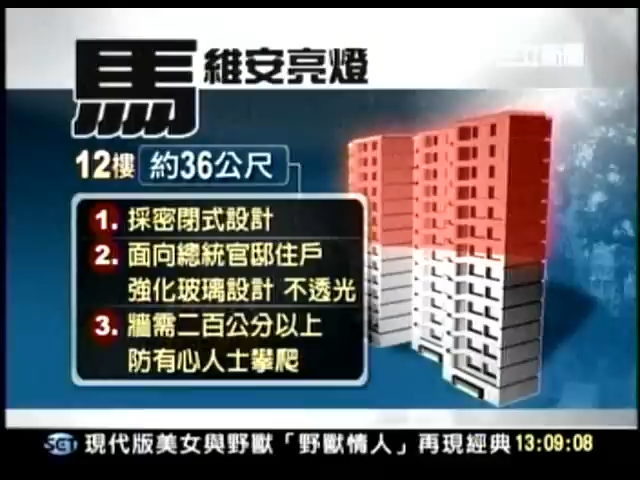 馬維安亮燈
12樓 約36公尺
1. 採密閉式設計
2. 面向總統官邸住戶
強化玻璃設計 不透光
3. 牆需二百公分以上
防有心人士攀爬
現代版美女與野獸「野獸情人」再現經典 13:09:08